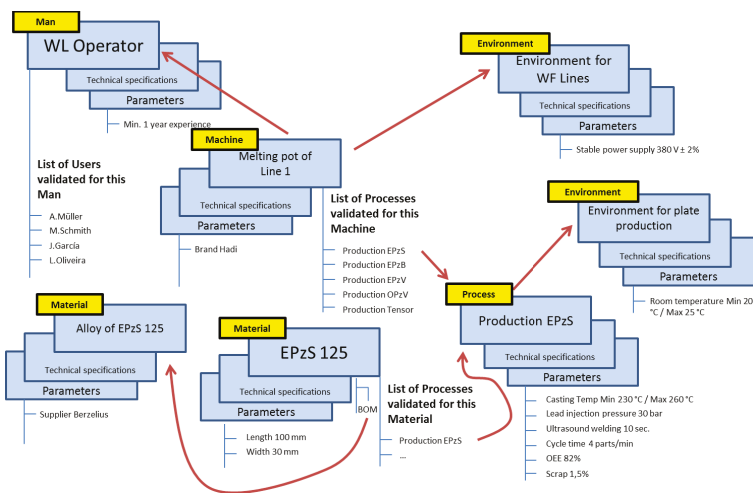 Man
WL Operator
Technical specifications
Parameters
Min. 1 year experience
List of Users
validated for this
Man
A.Müller
M.Schmith
J.García
L.Oliveira
Environment
Environment for
WF Lines
Technical specifications
Parameters
Stable power supply 380 V ± 2%
Machine
Melting pot of
Line 1
Technical specifications
Parameters
Brand Hadi
List of Processes
validated for this
Machine
Production EPzS
Production EPzB
Production EPzV
Production OPzV
Production Tensor
Environment
Environment for plate
production
Technical specifications
Parameters
Room temperature Min 20
°C / Max 25 °C
Material
Alloy of EPzS 125
Technical specifications
Parameters
Supplier Berzelius
Material
EPzS 125
Technical specifications
Parameters
BOM
Length 100 mm
Width 30 mm
List of Processes
validated for this
Material
Production EPzS
...
Process
Production EPzS
Technical specifications
Parameters
Casting Temp Min 230 °C / Max 260 °C
Lead injection pressure 30 bar
Ultrasound welding 10 sec.
Cycle time 4 parts/min
OEE 82%
Scrap 1,5%